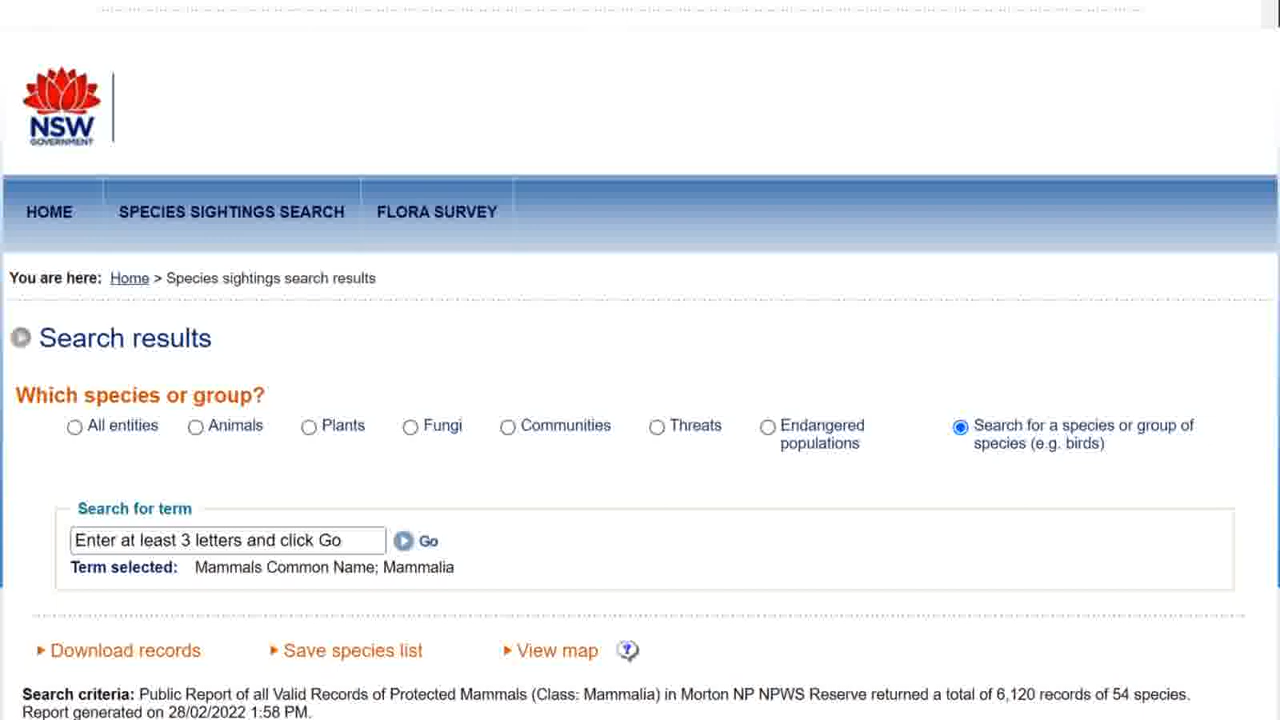 NSW
GOVERNMENT
HOME SPECIES SIGHTINGS SEARCH FLORA SURVEY
You are here: Home > Species sightings search results
Search results
Which species or group?
All entities Animals Plants Fungi Communities Threats Endangered populations Search for a species or group of species (e.g. birds)
Search for term
Enter at least 3 letters and click Go Go
Term selected: Mammals Common Name; Mammalia
Download records Save species list View map ?
Search criteria: Public Report of all Valid Records of Protected Mammals (Class: Mammalia) in Morton NP NPWS Reserve returned a total of 6,120 records of 54 species.
Report generated on 28/02/2022 1:58 PM.